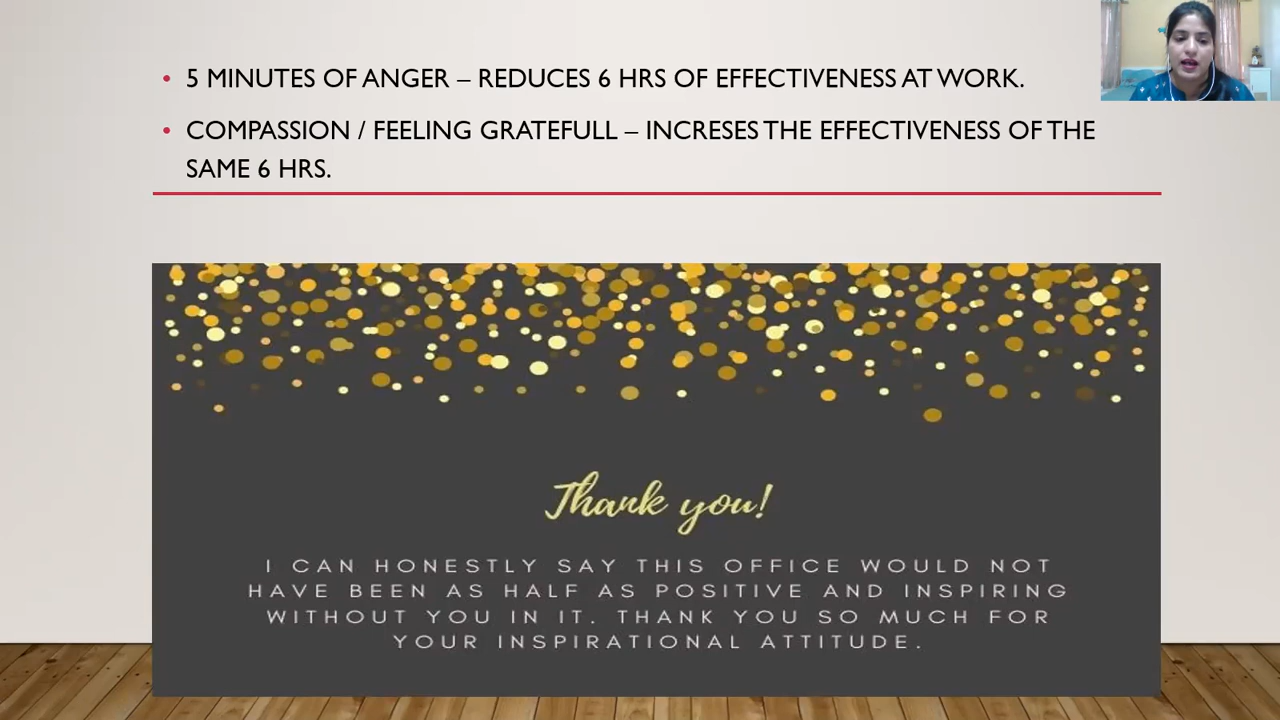 • 5 MINUTES OF ANGER – REDUCES 6 HRS OF EFFECTIVENESS AT WORK.
• COMPASSION / FEELING GRATEFULL – INCRESES THE EFFECTIVENESS OF THE
SAME 6 HRS.
Thank you!
I CAN HONESTLY SAY THIS OFFICE WOULD NOT
HAVE BEEN AS HALF AS POSITIVE AND INSPIRING
WITHOUT YOU IN IT. THANK YOU SO MUCH FOR
YOUR INSPIRATIONAL ATTITUDE.